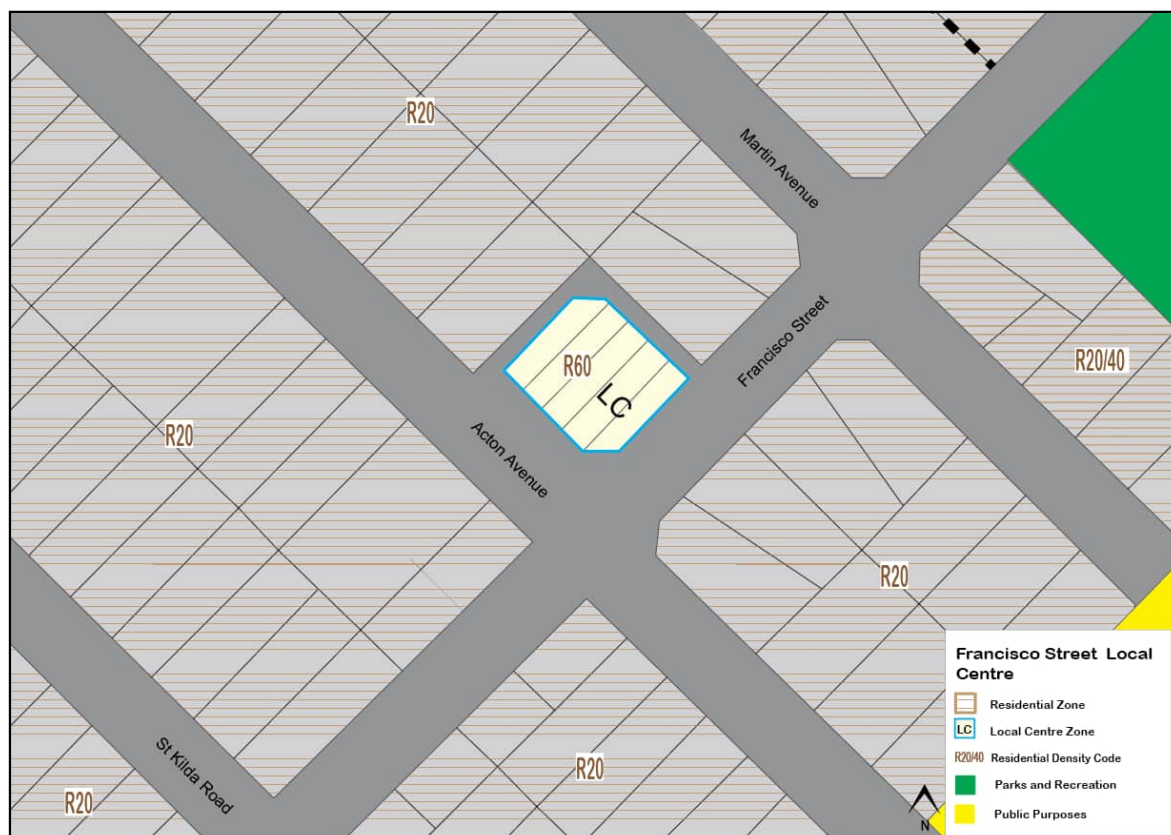 R20
Martin Avenue
Francisco Street
R20/40
R60
LC
R20
Acton Avenue
R20
St Kilda Road
R20
R20
Francisco Street Local
Centre
Residential Zone
LC Local Centre Zone
R20/40 Residential Density Code
Parks and Recreation
Public Purposes
N